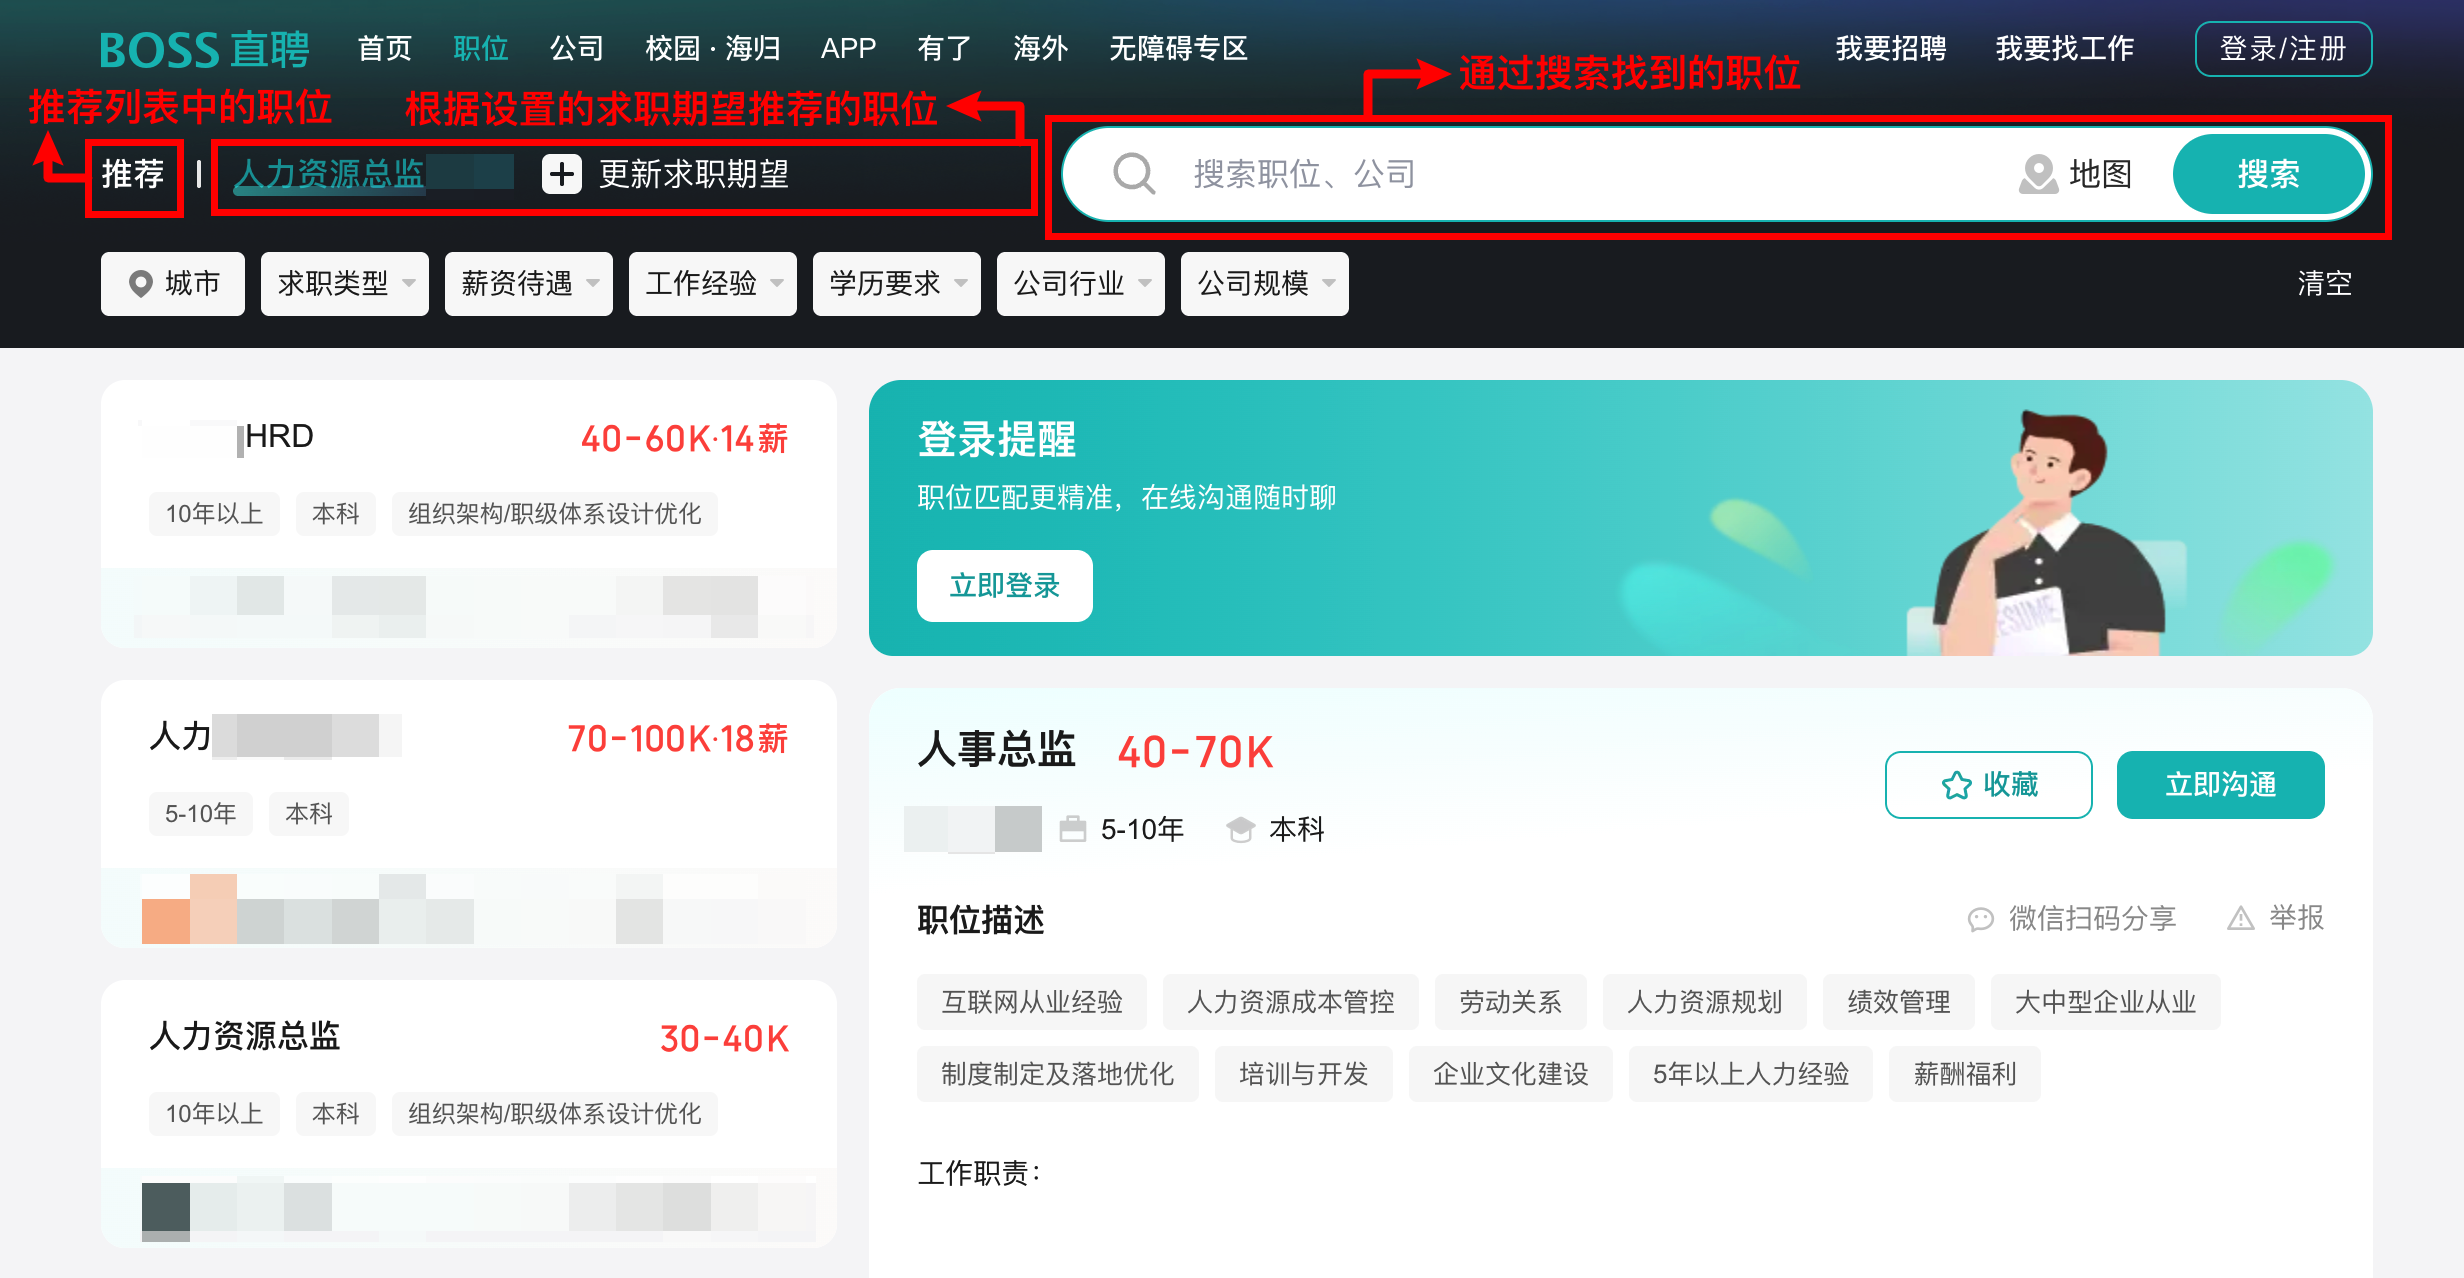 BOSS 直聘 首页 职位 公司 校园·海归 APP 有了 海外 无障碍专区 我要招聘 我要找工作 登录/注册
推荐列表中的职位 根据设置的求职期望推荐的职位 通过搜索找到的职位
推荐 人力资源总监 更新求职期望 搜索职位、公司 地图 搜索
城市 求职类型 薪资待遇 工作经验 学历要求 公司行业 公司规模 清空
HRD 40-60K·14薪
10年以上 本科 组织架构/职级体系设计优化
人力 70-100K·18薪
5-10年 本科
人力资源总监 30-40K
10年以上 本科 组织架构/职级体系设计优化
登录提醒
职位匹配更精准，在线沟通随时聊
立即登录
RESUME
人事总监 40-70K 收藏 立即沟通
5-10年 本科
职位描述 微信扫码分享 举报
互联网从业经验 人力资源成本管控 劳动关系 人力资源规划 绩效管理 大中型企业从业
制度制定及落地优化 培训与开发 企业文化建设 5年以上人力经验 薪酬福利
工作职责：